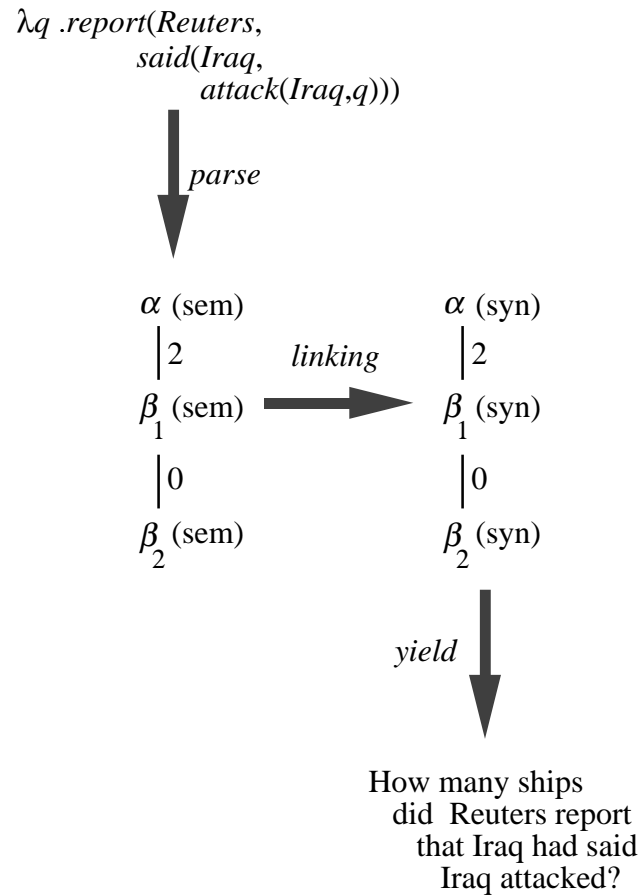 λq .report(Reuters,
said(Iraq,
attack(Iraq,q)))
parse
α (sem)
2
β1 (sem)
0
β2 (sem)
linking
α (syn)
2
β1 (syn)
0
β2 (syn)
yield
How many ships
did Reuters report
that Iraq had said
Iraq attacked?